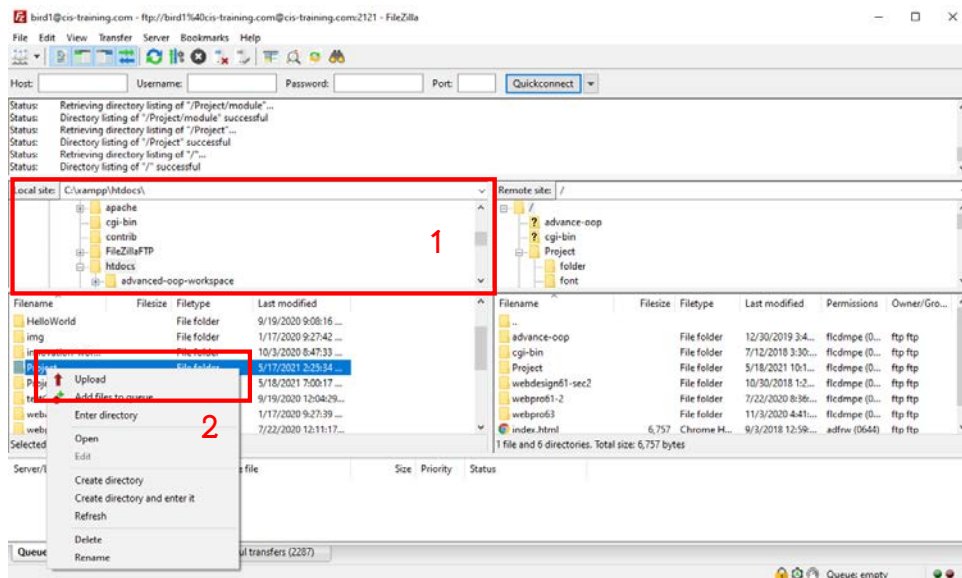 bird1@cis-training.com - ftp://bird1%40cis-training.com@cis-training.com:2121 - FileZilla
File Edit View Transfer Server Bookmarks Help
Host: Username: Password: Port: Quickconnect
Status: Retrieving directory listing of "/Project/module"...
Status: Directory listing of "/Project/module" successful
Status: Retrieving directory listing of "/Project"...
Status: Directory listing of "/Project" successful
Status: Retrieving directory listing of "/"...
Status: Directory listing of "/" successful
Local site: C:\xampp\htdocs\
apache
cgi-bin
contrib
FileZillaFTP
htdocs
advanced-oop-workspace
1
Remote site: /
/
? advance-oop
? cgi-bin
Project
folder
font
Filename Filesize Filetype Last modified
HelloWorld File folder 9/19/2020 9:08:16 ...
img File folder 1/17/2020 9:27:42 ...
File folder 10/3/2020 8:47:33 ...
Project File folder 5/17/2021 2:25:34 ...
5/18/2021 7:00:17 ...
9/19/2020 12:04:29...
1/17/2020 9:27:39 ...
7/22/2020 12:11:17...
Selected
Upload
Add files to queue
Enter directory
Open
Edit
Create directory
Create directory and enter it
Refresh
Delete
Rename
2
Filename Filesize Filetype Last modified Permissions Owner/Gro...
..
advance-oop File folder 12/30/2019 3:4... flcdmpe (0... ftp ftp
cgi-bin File folder 7/12/2018 3:30:... flcdmpe (0... ftp ftp
Project File folder 5/18/2021 10:1... flcdmpe (0... ftp ftp
webdesign61-sec2 File folder 10/30/2018 1:2... flcdmpe (0... ftp ftp
webpro61-2 File folder 7/22/2020 8:36:... flcdmpe (0... ftp ftp
webpro63 File folder 11/3/2020 4:41:... flcdmpe (0... ftp ftp
index.html 6,757 Chrome H... 9/3/2018 12:59:... adfrw (0644) ftp ftp
1 file and 6 directories. Total size: 6,757 bytes
file Size Priority Status
transfers (2287)
Queue: empty